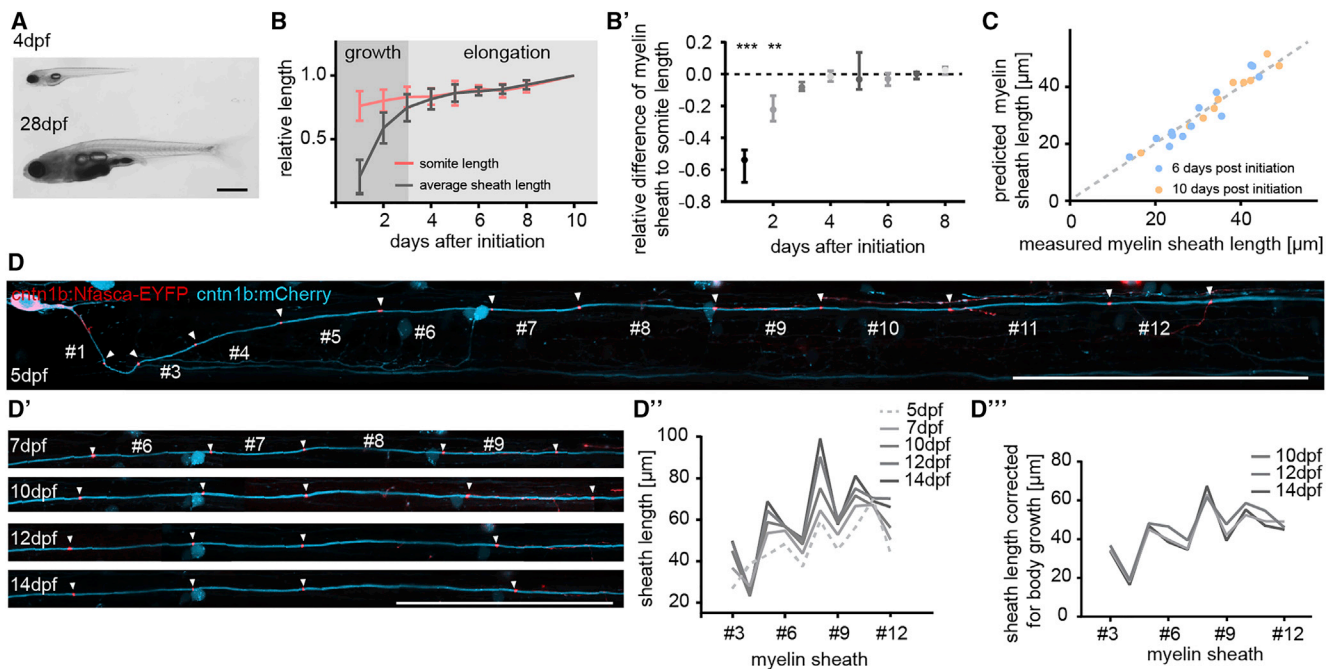 A
4dpf
28dpf
B
growth
elongation
relative length
1.0
0.5
somite length
average sheath length
2 4 6 8 10
days after initiation
B'
relative difference of myelin
sheath to somite length
0.2
0.0
-0.2
-0.4
-0.6
-0.8
*** **
2 4 6 8
days after initiation
C
predicted myelin
sheath length [µm]
60
40
20
0
6 days post initiation
10 days post initiation
0 20 40 60
measured myelin sheath length [µm]
D
cntn1b:Nfasca-EYFP cntn1b:mCherry
#1
#3
#4
#5
#6
#7
#8
#9
#10
#11
#12
5dpf
D'
7dpf
#6
#7
#8
#9
10dpf
12dpf
14dpf
D''
5dpf
7dpf
10dpf
12dpf
14dpf
sheath length [µm]
100
80
60
40
20
#3 #6 #9 #12
myelin sheath
D'''
10dpf
12dpf
14dpf
sheath length corrected
for body growth [µm]
80
60
40
20
0
#3 #6 #9 #12
myelin sheath